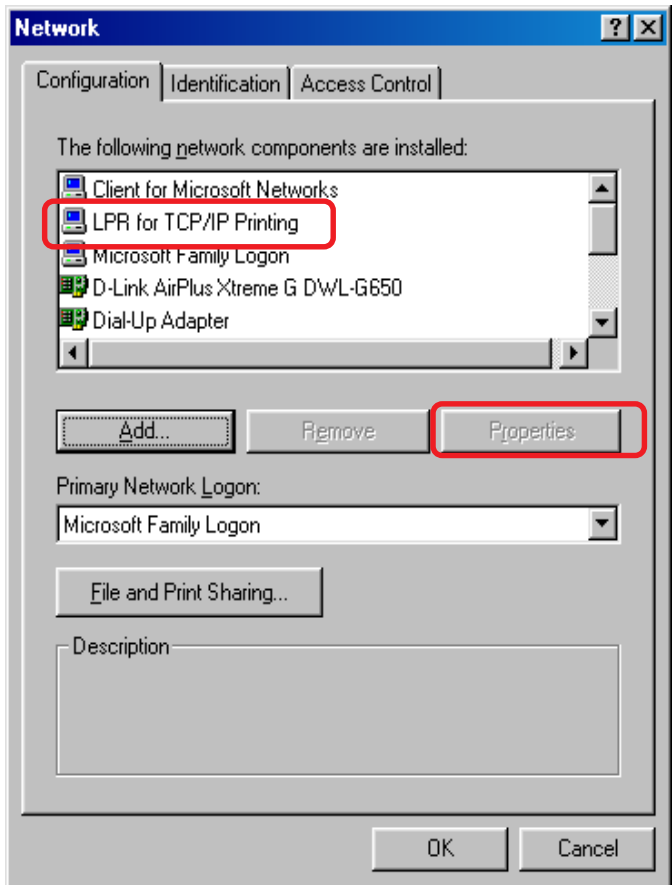 Network
Configuration Identification Access Control
The following network components are installed:
Client for Microsoft Networks
LPR for TCP/IP Printing
Microsoft Family Logon
D-Link AirPlus Xtreme G DWL-G650
Dial-Up Adapter
Add... Remove Properties
Primary Network Logon:
Microsoft Family Logon
File and Print Sharing...
Description
OK Cancel